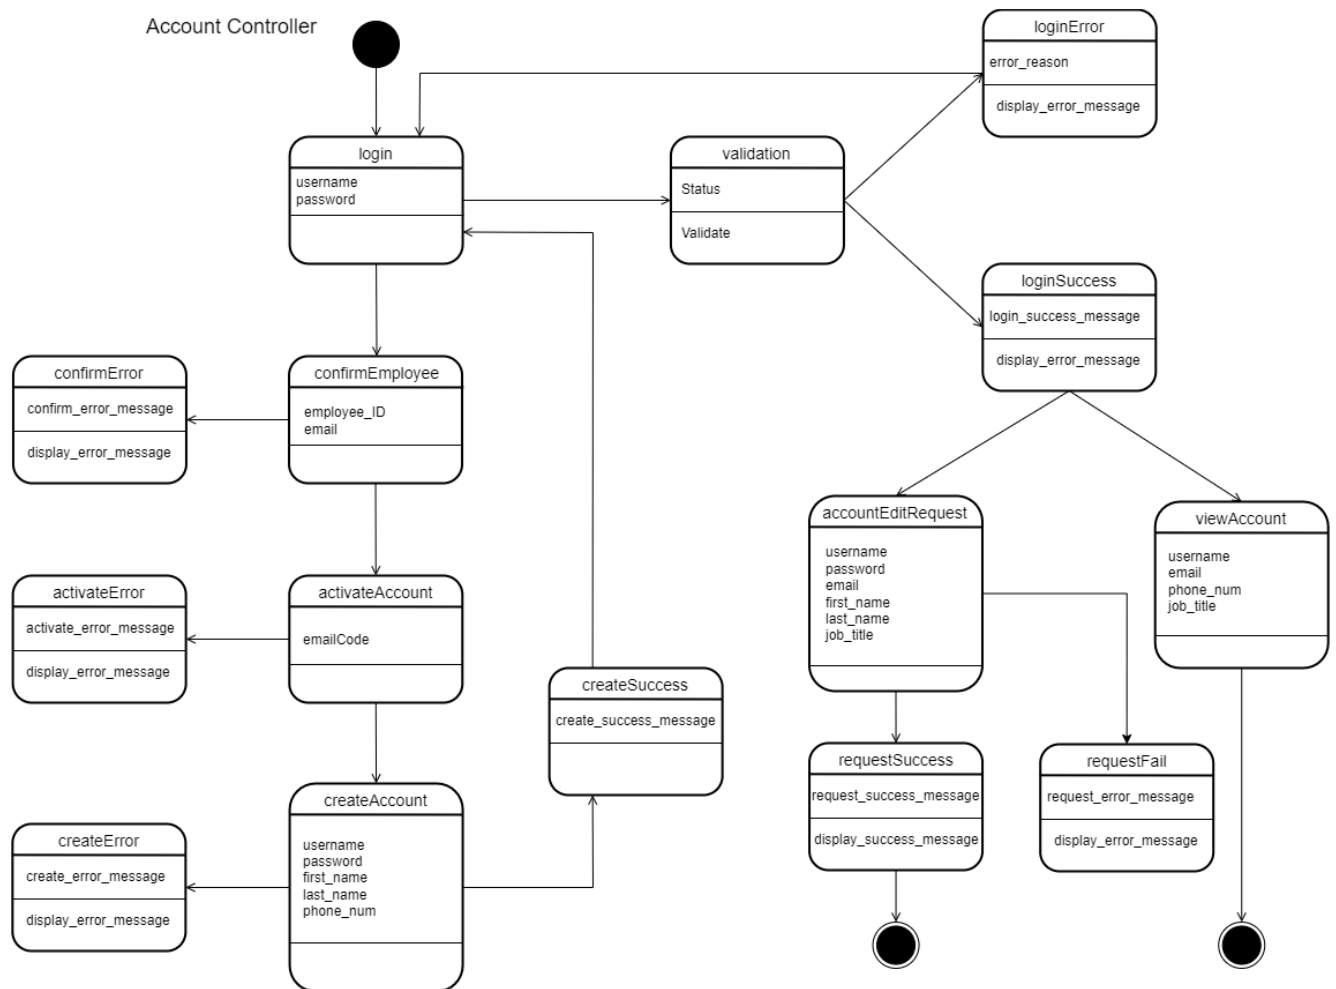 Account Controller
loginError
error_reason
display_error_message
login
username
password
validation
Status
Validate
loginSuccess
login_success_message
display_error_message
confirmError
confirm_error_message
display_error_message
confirmEmployee
employee_ID
email
accountEditRequest
username
password
email
first_name
last_name
job_title
viewAccount
username
email
phone_num
job_title
activateError
activate_error_message
display_error_message
activateAccount
emailCode
createSuccess
create_success_message
requestSuccess
request_success_message
display_success_message
requestFail
request_error_message
display_error_message
createError
create_error_message
display_error_message
createAccount
username
password
first_name
last_name
phone_num